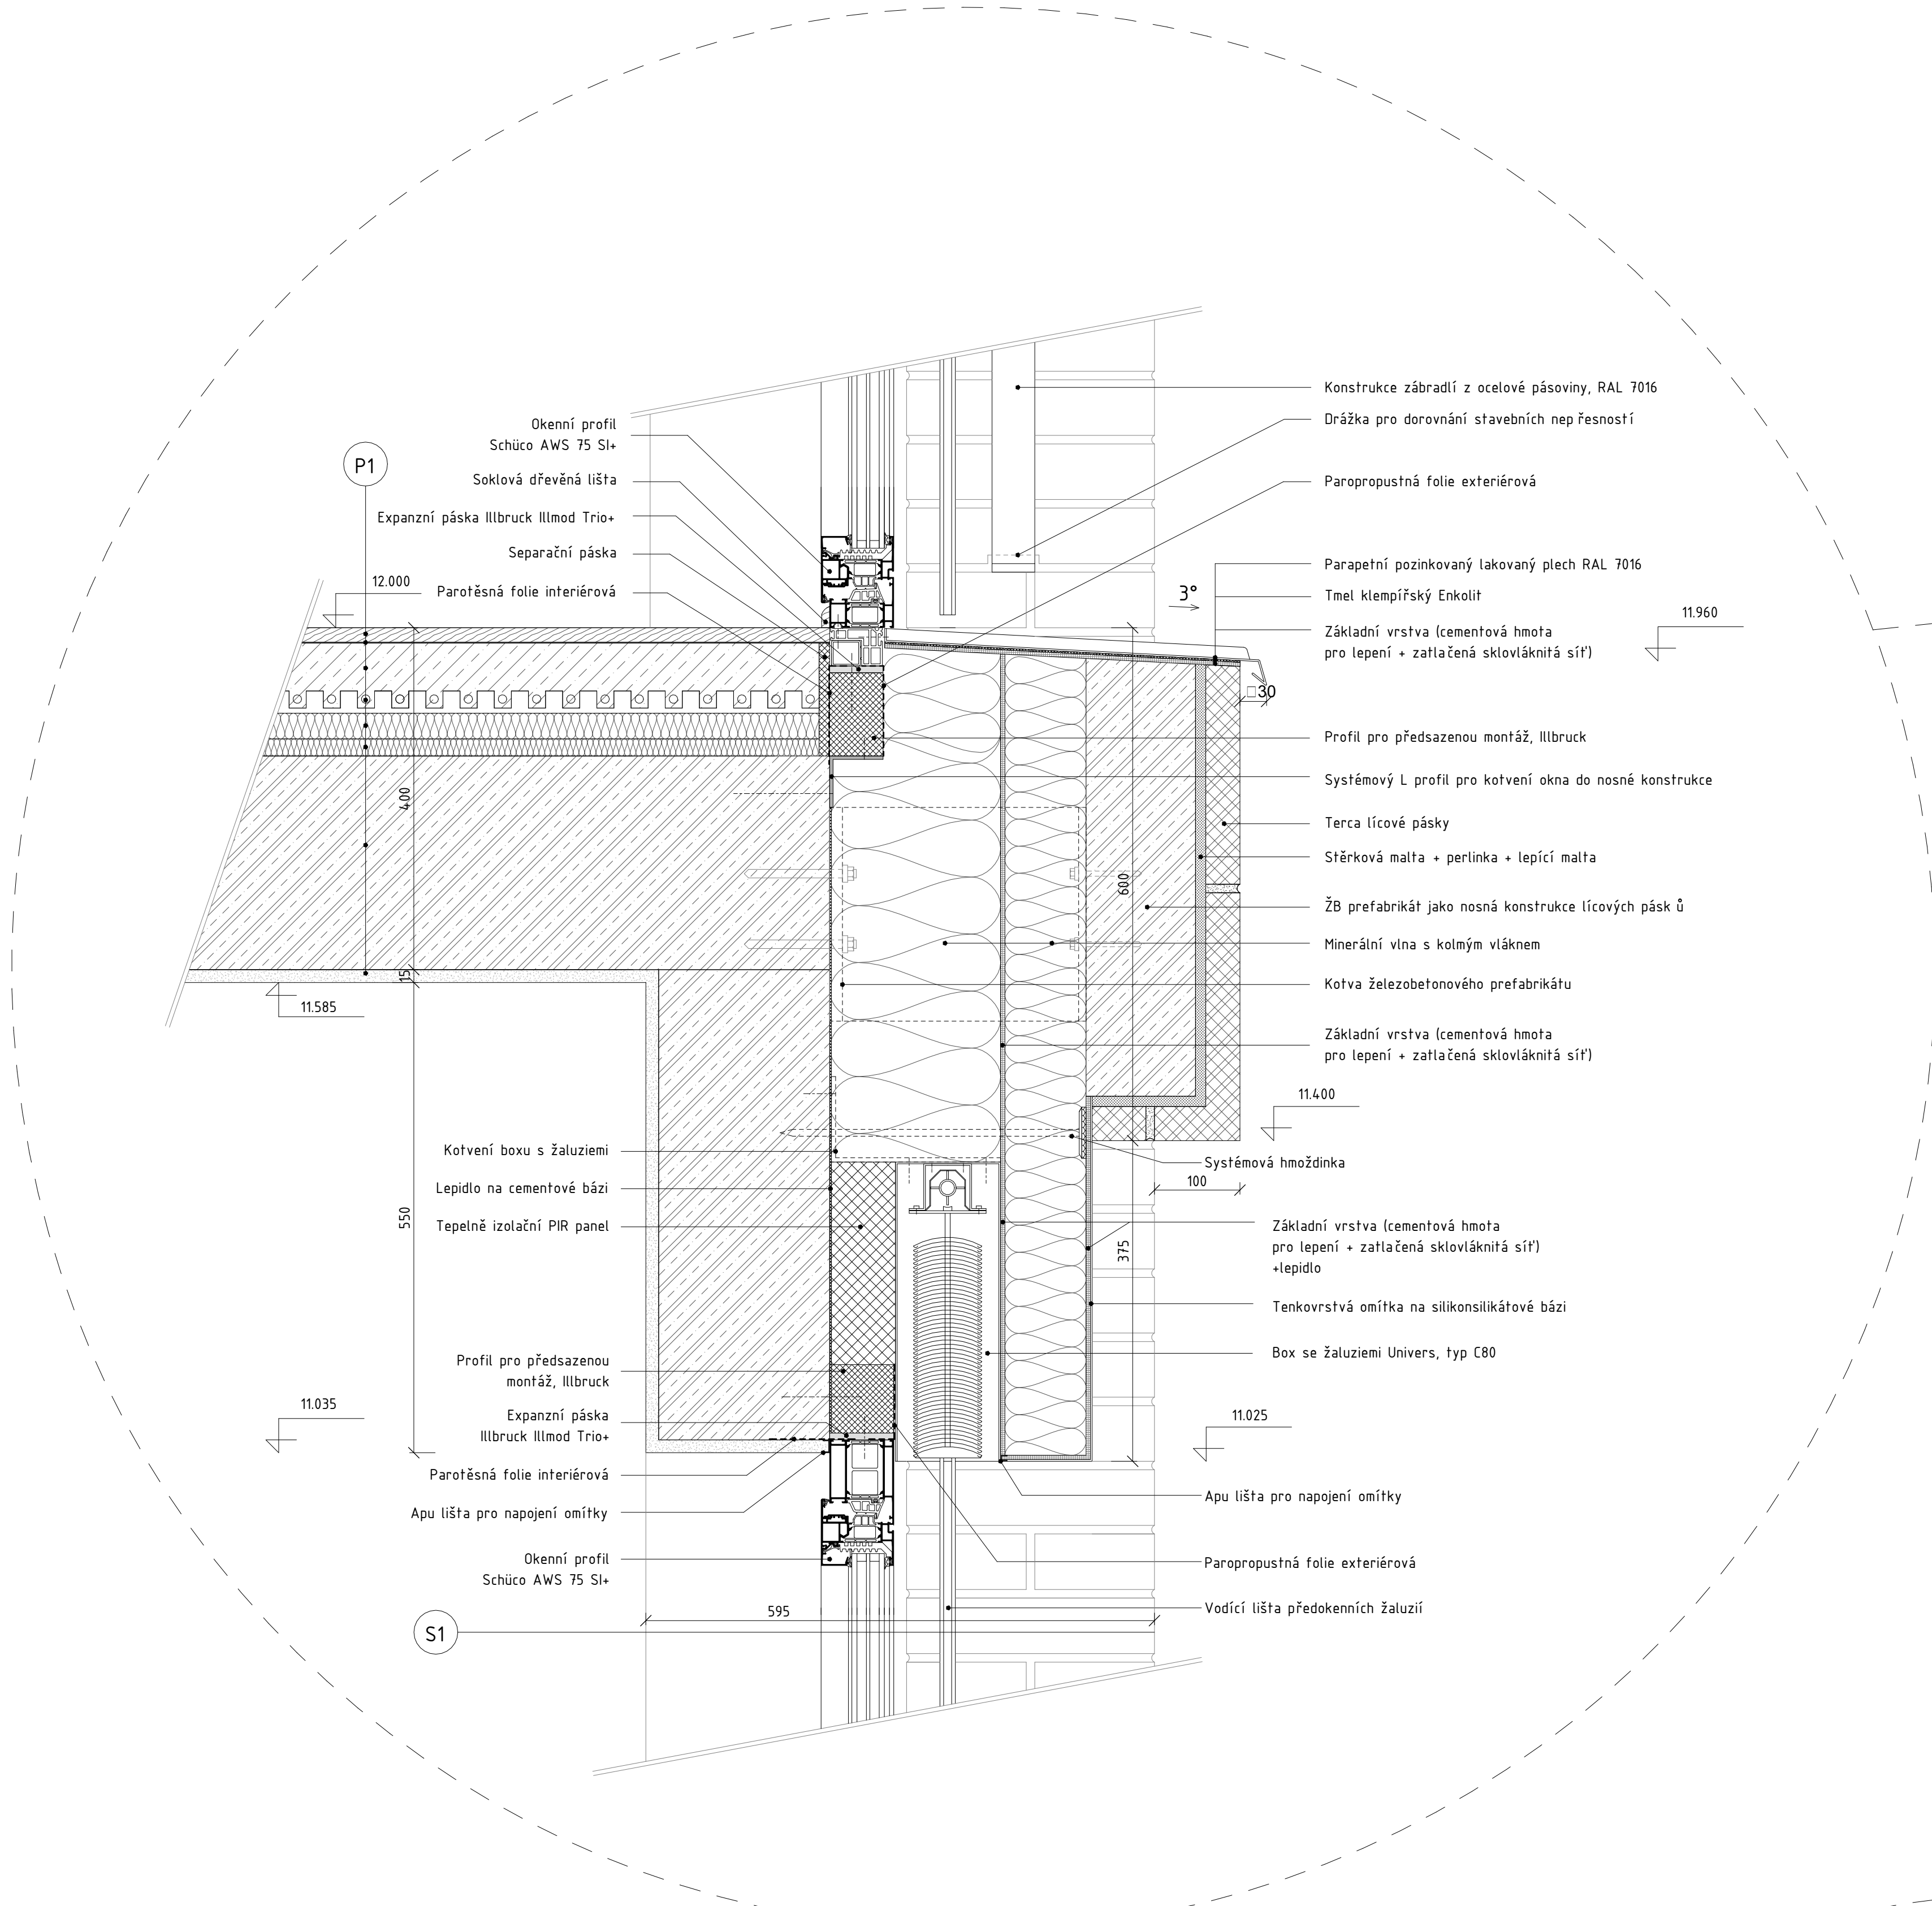 Okenní profil
Schüco AWS 75 SI+
Soklová dřevěná lišta
Expanzní páska Illbruck Illmod Trio+
Separační páska
Parotěsná folie interiérová
P1
12.000
400
15
11.585
550
11.035
Kotvení boxu s žaluziemi
Lepidlo na cementové bázi
Tepelně izolační PIR panel
Profil pro předsazenou
montáž, Illbruck
Expanzní páska
Illbruck Illmod Trio+
Parotěsná folie interiérová
Apu lišta pro napojení omítky
Okenní profil
Schüco AWS 75 SI+
S1
595
Konstrukce zábradlí z ocelové pásoviny, RAL 7016
Drážka pro dorovnání stavebních nep řesností
Paropropustná folie exteriérová
3°
Parapetní pozinkovaný lakovaný plech RAL 7016
Tmel klempířský Enkolit
Základní vrstva (cementová hmota
pro lepení + zatlačená sklovláknitá síť)
11.960
□30
Profil pro předsazenou montáž, Illbruck
Systémový L profil pro kotvení okna do nosné konstrukce
Terca lícové pásky
Stěrková malta + perlinka + lepící malta
600
ŽB prefabrikát jako nosná konstrukce lícových pásk ů
Minerální vlna s kolmým vláknem
Kotva železobetonového prefabrikátu
Základní vrstva (cementová hmota
pro lepení + zatlačená sklovláknitá síť)
11.400
Systémová hmoždinka
100
Základní vrstva (cementová hmota
pro lepení + zatlačená sklovláknitá síť)
+lepidlo
375
Tenkovrstvá omítka na silikonsilikátové bázi
Box se žaluziemi Univers, typ C80
11.025
Apu lišta pro napojení omítky
Paropropustná folie exteriérová
Vodící lišta předokenních žaluzií